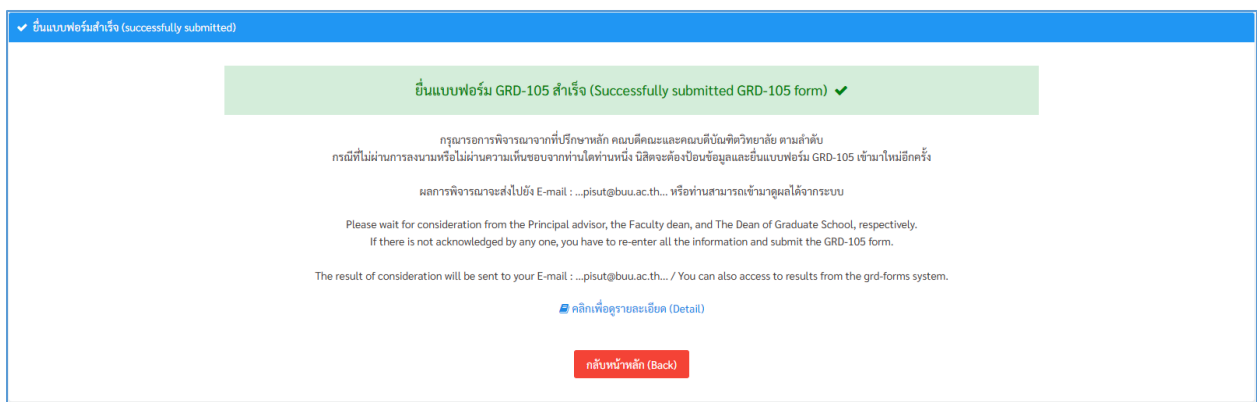 ยื่นแบบฟอร์มสำเร็จ (successfully submitted)
ยื่นแบบฟอร์ม GRD-105 สำเร็จ (Successfully submitted GRD-105 form)
กรุณารอการพิจารณาจากที่ปรึกษาหลัก คณบดีคณะและคณบดีบัณฑิตวิทยาลัย ตามลำดับ
กรณีที่ไม่ผ่านการลงนามหรือไม่ผ่านความเห็นชอบจากท่านใดท่านหนึ่ง นิสิตจะต้องป้อนข้อมูลและยื่นแบบฟอร์ม GRD-105 เข้ามาใหม่อีกครั้ง
ผลการพิจารณาจะส่งไปยัง E-mail : ...pisut@buu.ac.th... หรือท่านสามารถเข้ามาดูผลได้จากระบบ
Please wait for consideration from the Principal advisor, the Faculty dean, and The Dean of Graduate School, respectively.
If there is not acknowledged by any one, you have to re-enter all the information and submit the GRD-105 form.
The result of consideration will be sent to your E-mail : ...pisut@buu.ac.th... / You can also access to results from the grd-forms system.
คลิกเพื่อดูรายละเอียด (Detail)
กลับหน้าหลัก (Back)